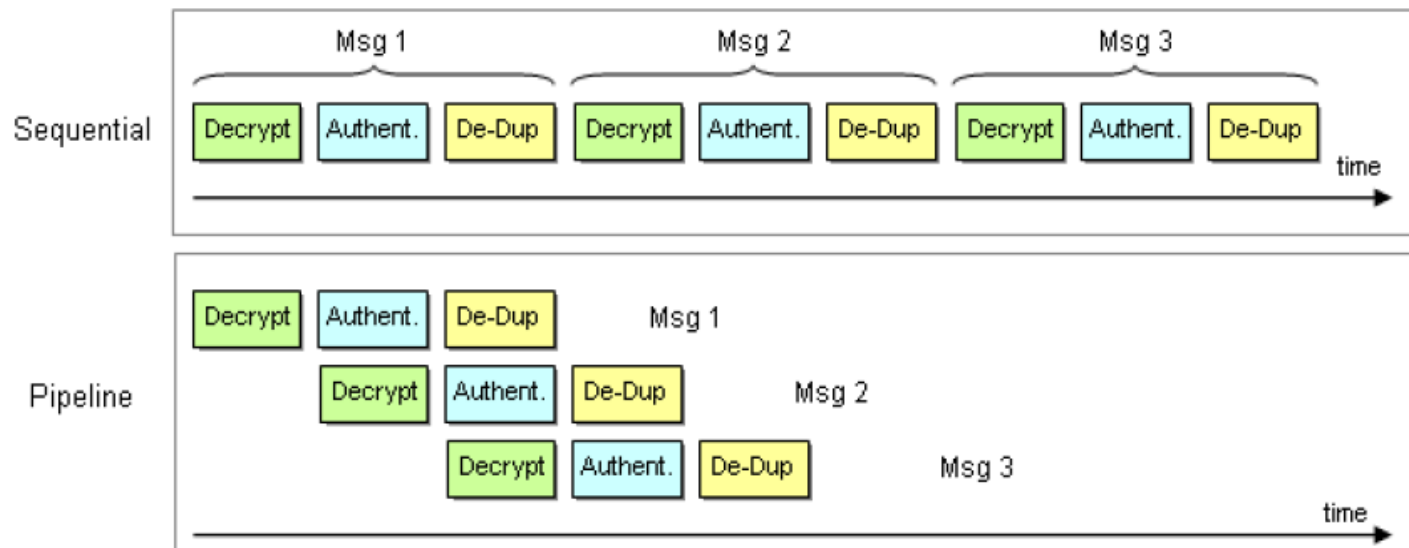 Msg 1 Msg 2 Msg 3
Sequential Decrypt Authent. De-Dup Decrypt Authent. De-Dup Decrypt Authent. De-Dup
time
Decrypt Authent. De-Dup Msg 1
Pipeline Decrypt Authent. De-Dup Msg 2
Decrypt Authent. De-Dup Msg 3
time